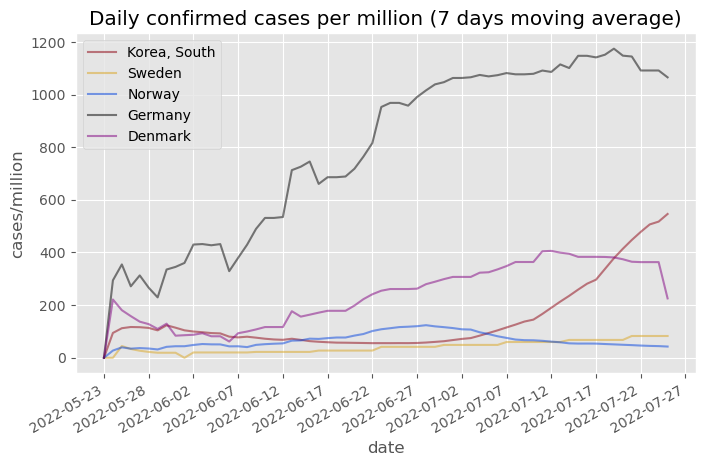 Daily confirmed cases per million (7 days moving average)
1200
1000
800
600
400
200
0
cases/million
Korea, South
Sweden
Norway
Germany
Denmark
2022-05-23
2022-05-28
2022-06-02
2022-06-07
2022-06-12
2022-06-17
2022-06-22
2022-06-27
2022-07-02
2022-07-07
2022-07-12
2022-07-17
2022-07-22
2022-07-27
date